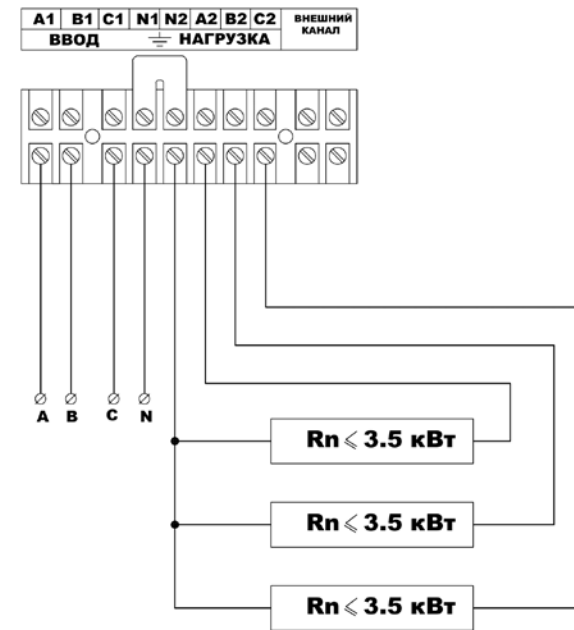 A1 B1 C1 N1 N2 A2 B2 C2 ВНЕШНИЙ КАНАЛ
ВВОД НАГРУЗКА
A B C N
Rn ⩽ 3.5 кВт
Rn ⩽ 3.5 кВт
Rn ⩽ 3.5 кВт